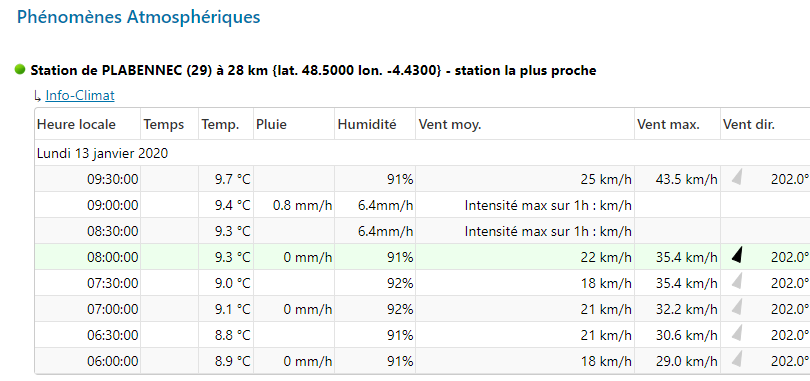 Phénomènes Atmosphériques
Station de PLABENNEC (29) à 28 km {lat. 48.5000 lon. -4.4300} - station la plus proche
↳ Info-Climat
Heure locale Temps Temp. Pluie Humidité Vent moy. Vent max. Vent dir.
Lundi 13 janvier 2020
09:30:00 9.7 °C 91% 25 km/h 43.5 km/h 202.0°
09:00:00 9.4 °C 0.8 mm/h 6.4mm/h Intensité max sur 1h : km/h
08:30:00 9.3 °C 6.4mm/h Intensité max sur 1h : km/h
08:00:00 9.3 °C 0 mm/h 91% 22 km/h 35.4 km/h 202.0°
07:30:00 9.0 °C 92% 18 km/h 35.4 km/h 202.0°
07:00:00 9.1 °C 0 mm/h 92% 21 km/h 32.2 km/h 202.0°
06:30:00 8.8 °C 91% 21 km/h 30.6 km/h 202.0°
06:00:00 8.9 °C 0 mm/h 91% 18 km/h 29.0 km/h 202.0°